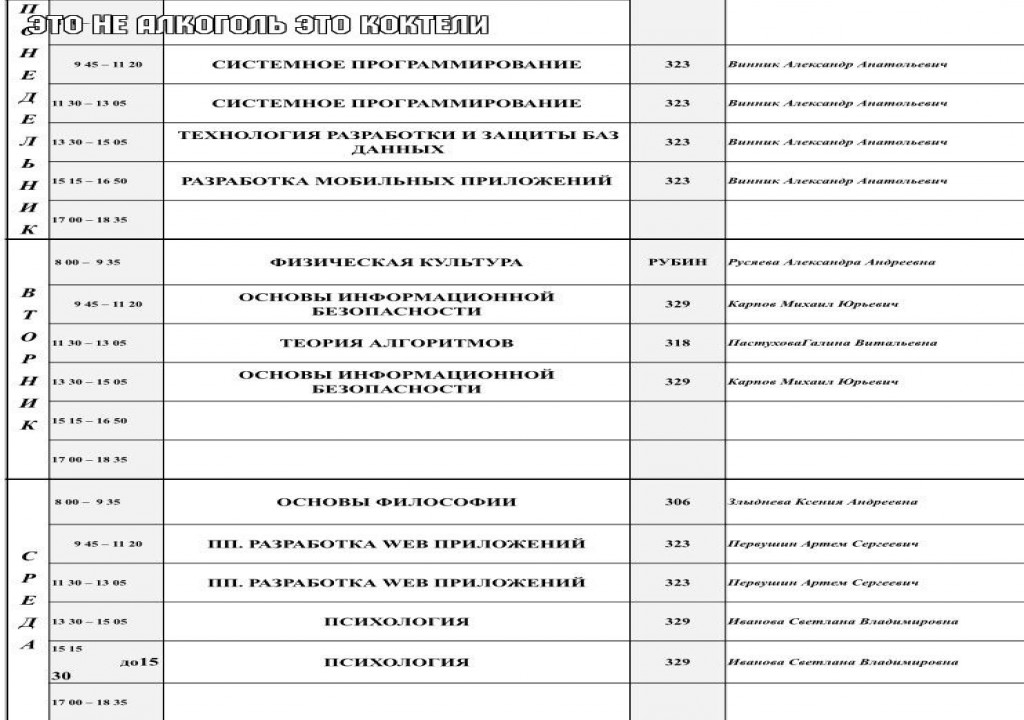 ЭТО НЕ АЛКОГОЛЬ ЭТО КОКТЕЛИ
ПОНЕДЕЛЬНИК
9 45 – 11 20 СИСТЕМНОЕ ПРОГРАММИРОВАНИЕ 323 Винник Александр Анатольевич
11 30 – 13 05 СИСТЕМНОЕ ПРОГРАММИРОВАНИЕ 323 Винник Александр Анатольевич
13 30 – 15 05 ТЕХНОЛОГИЯ РАЗРАБОТКИ И ЗАЩИТЫ БАЗ
ДАННЫХ 323 Винник Александр Анатольевич
15 15 – 16 50 РАЗРАБОТКА МОБИЛЬНЫХ ПРИЛОЖЕНИЙ 323 Винник Александр Анатольевич
17 00 – 18 35
ВТОРНИК
8 00 – 9 35 ФИЗИЧЕСКАЯ КУЛЬТУРА РУБИН Русяева Александра Андреевна
9 45 – 11 20 ОСНОВЫ ИНФОРМАЦИОННОЙ
БЕЗОПАСНОСТИ 329 Карпов Михаил Юрьевич
11 30 – 13 05 ТЕОРИЯ АЛГОРИТМОВ 318 ПастуховаГалина Витальевна
13 30 – 15 05 ОСНОВЫ ИНФОРМАЦИОННОЙ
БЕЗОПАСНОСТИ 329 Карпов Михаил Юрьевич
15 15 – 16 50
17 00 – 18 35
СРЕДА
8 00 – 9 35 ОСНОВЫ ФИЛОСОФИИ 306 Злыднева Ксения Андреевна
9 45 – 11 20 ПП. РАЗРАБОТКА WEB ПРИЛОЖЕНИЙ 323 Первушин Артем Сергеевич
11 30 – 13 05 ПП. РАЗРАБОТКА WEB ПРИЛОЖЕНИЙ 323 Первушин Артем Сергеевич
13 30 – 15 05 ПСИХОЛОГИЯ 329 Иванова Светлана Владимировна
15 15
до15
30 ПСИХОЛОГИЯ 329 Иванова Светлана Владимировна
17 00 – 18 35